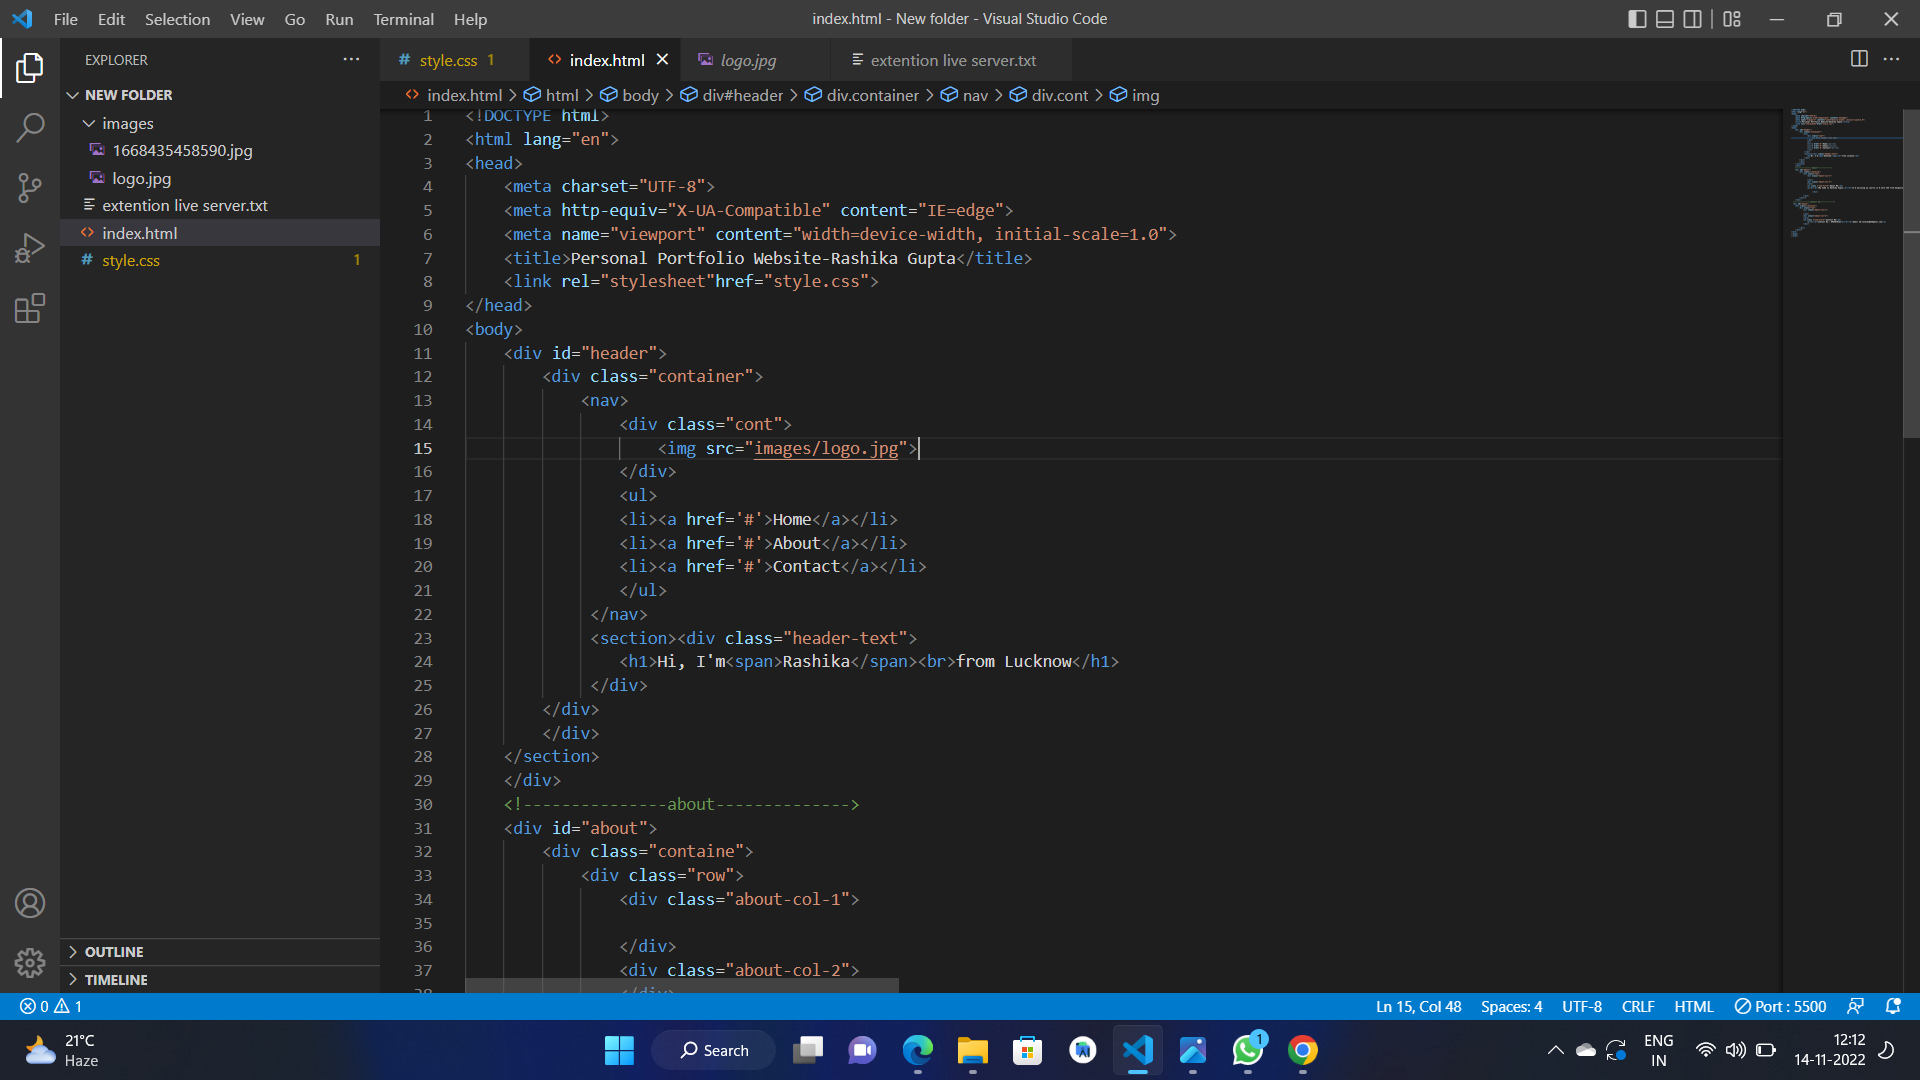 File Edit Selection View Go Run Terminal Help
index.html - New folder - Visual Studio Code
EXPLORER
NEW FOLDER
images
1668435458590.jpg
logo.jpg
extention live server.txt
index.html
style.css 1
OUTLINE
TIMELINE
style.css 1 index.html logo.jpg extention live server.txt
index.html > html > body > div#header > div.container > nav > div.cont > img
1 <!DOCTYPE html>
2 <html lang="en">
3 <head>
4 <meta charset="UTF-8">
5 <meta http-equiv="X-UA-Compatible" content="IE=edge">
6 <meta name="viewport" content="width=device-width, initial-scale=1.0">
7 <title>Personal Portfolio Website-Rashika Gupta</title>
8 <link rel="stylesheet"href="style.css">
9 </head>
10 <body>
11 <div id="header">
12 <div class="container">
13 <nav>
14 <div class="cont">
15 <img src="images/logo.jpg">
16 </div>
17 <ul>
18 <li><a href='#'>Home</a></li>
19 <li><a href='#'>About</a></li>
20 <li><a href='#'>Contact</a></li>
21 </ul>
22 </nav>
23 <section><div class="header-text">
24 <h1>Hi, I'm<span>Rashika</span><br>from Lucknow</h1>
25 </div>
26 </div>
27 </div>
28 </section>
29 </div>
30 <!---------------about-------------->
31 <div id="about">
32 <div class="containe">
33 <div class="row">
34 <div class="about-col-1">
35
36 </div>
37 <div class="about-col-2">
38 </div>
0 1
Ln 15, Col 48 Spaces: 4 UTF-8 CRLF HTML Port : 5500
21°C
Haze
Search
1
ENG
IN
12:12
14-11-2022